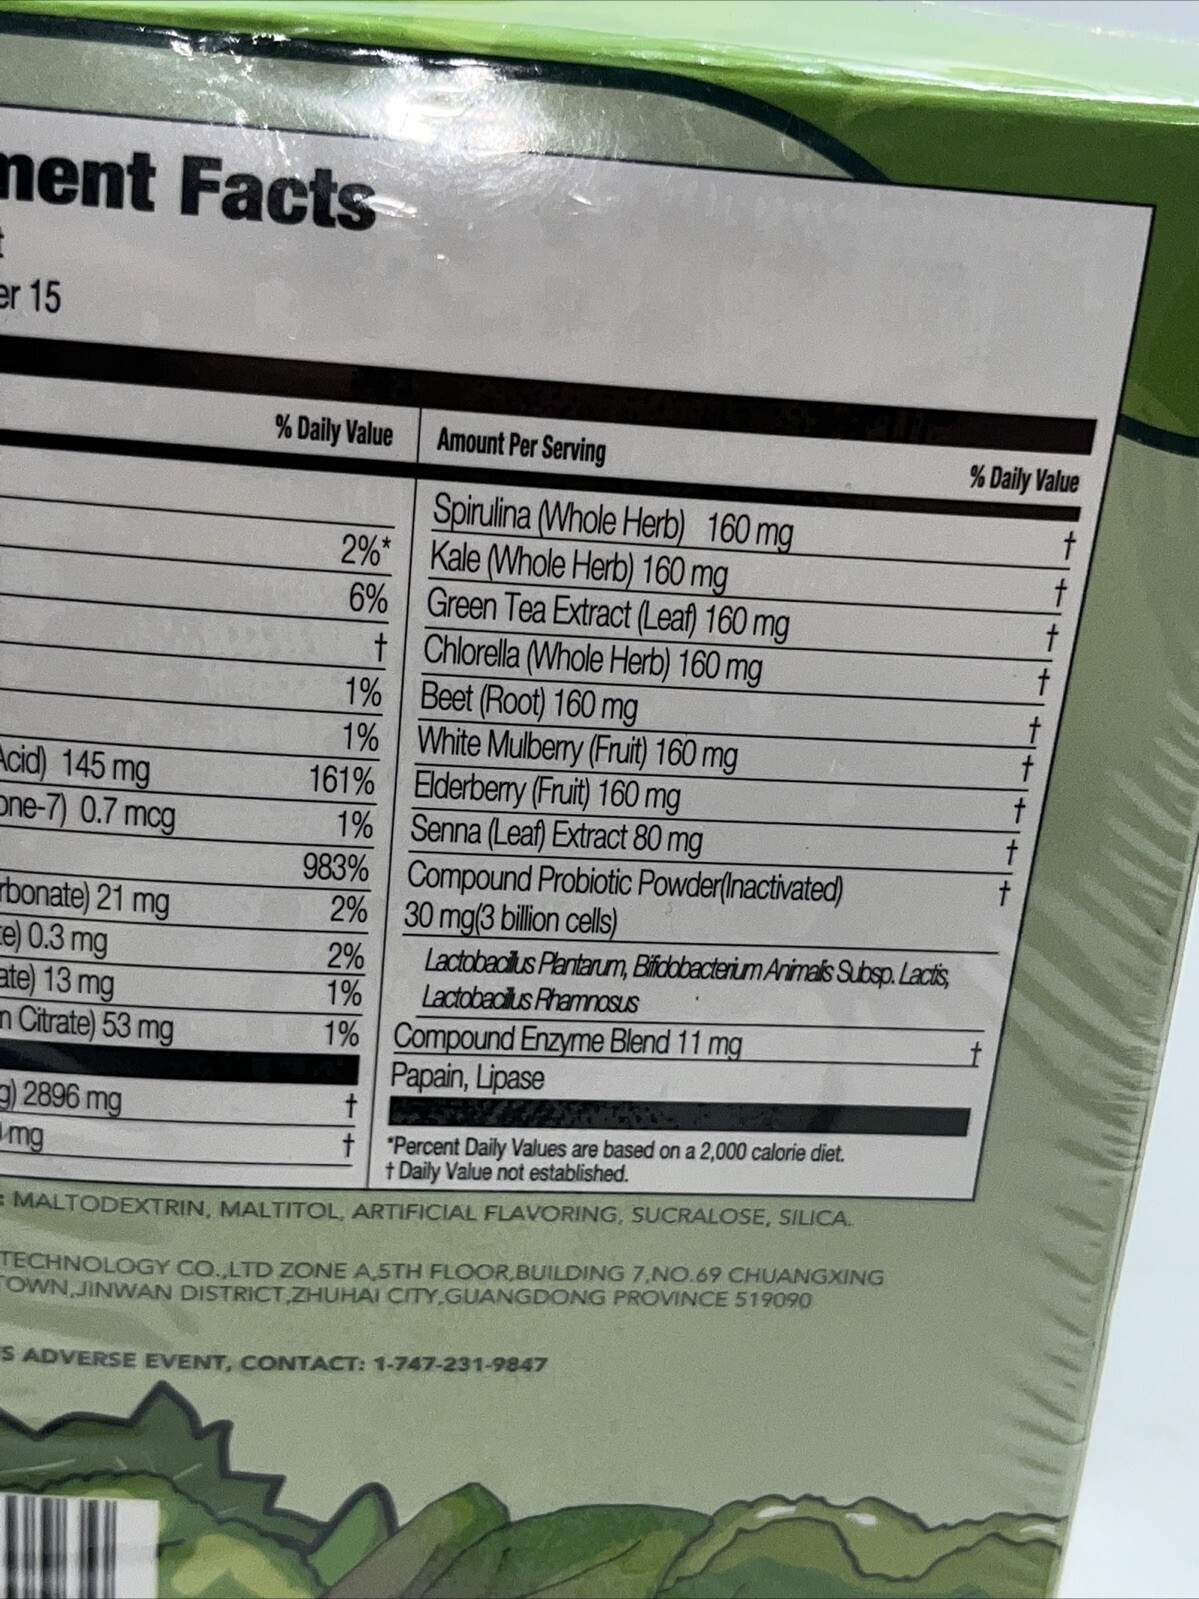 ment Facts
er 15
% Daily Value
2%*
6%
†
1%
1%
Acid) 145 mg 161%
one-7) 0.7 mcg 1%
983%
rbonate) 21 mg 2%
te) 0.3 mg 2%
ate) 13 mg 1%
n Citrate) 53 mg 1%
g) 2896 mg †
mg †
Amount Per Serving % Daily Value
Spirulina (Whole Herb) 160 mg †
Kale (Whole Herb) 160 mg †
Green Tea Extract (Leaf) 160 mg †
Chlorella (Whole Herb) 160 mg †
Beet (Root) 160 mg †
White Mulberry (Fruit) 160 mg †
Elderberry (Fruit) 160 mg †
Senna (Leaf) Extract 80 mg †
Compound Probiotic Powder(Inactivated) †
30 mg(3 billion cells)
Lactobacillus Plantarum, Bifidobacterium Animalis Subsp. Lactis,
Lactobacillus Rhamnosus
Compound Enzyme Blend 11 mg †
Papain, Lipase
*Percent Daily Values are based on a 2,000 calorie diet.
† Daily Value not established.
: MALTODEXTRIN, MALTITOL, ARTIFICIAL FLAVORING, SUCRALOSE, SILICA.
TECHNOLOGY CO.,LTD ZONE A,5TH FLOOR,BUILDING 7,NO.69 CHUANGXING
TOWN,JINWAN DISTRICT,ZHUHAI CITY,GUANGDONG PROVINCE 519090
S ADVERSE EVENT, CONTACT: 1-747-231-9847